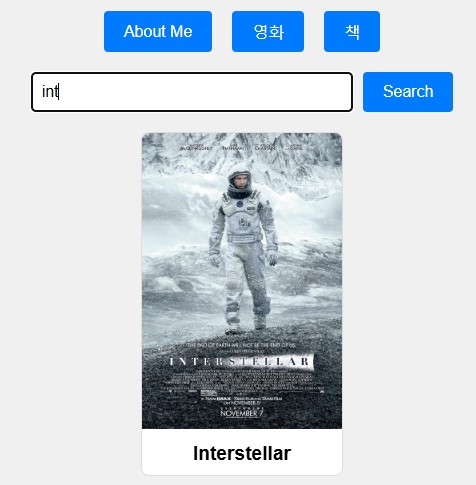 About Me
영화
책
int
Search
THE END OF EARTH WILL NOT BE THE END OF US
INTERSTELLAR
NOVEMBER 7
Interstellar